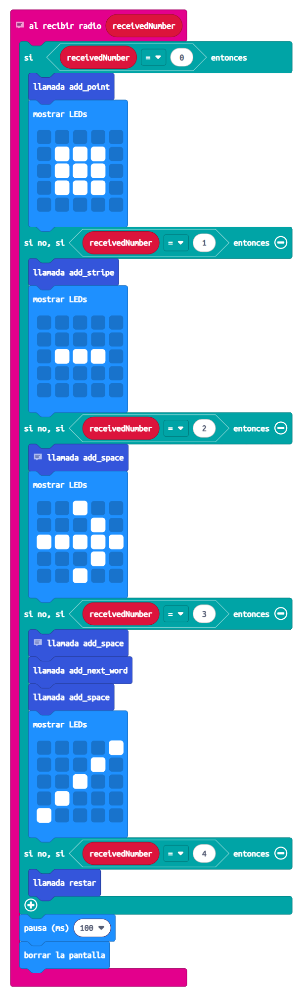 al recibir radio receivedNumber
si receivedNumber = 0 entonces
llamada add_point
mostrar LEDs
si no, si receivedNumber = 1 entonces
llamada add_stripe
mostrar LEDs
si no, si receivedNumber = 2 entonces
llamada add_space
mostrar LEDs
si no, si receivedNumber = 3 entonces
llamada add_space
llamada add_next_word
llamada add_space
mostrar LEDs
si no, si receivedNumber = 4 entonces
llamada restar
pausa (ms) 100
borrar la pantalla